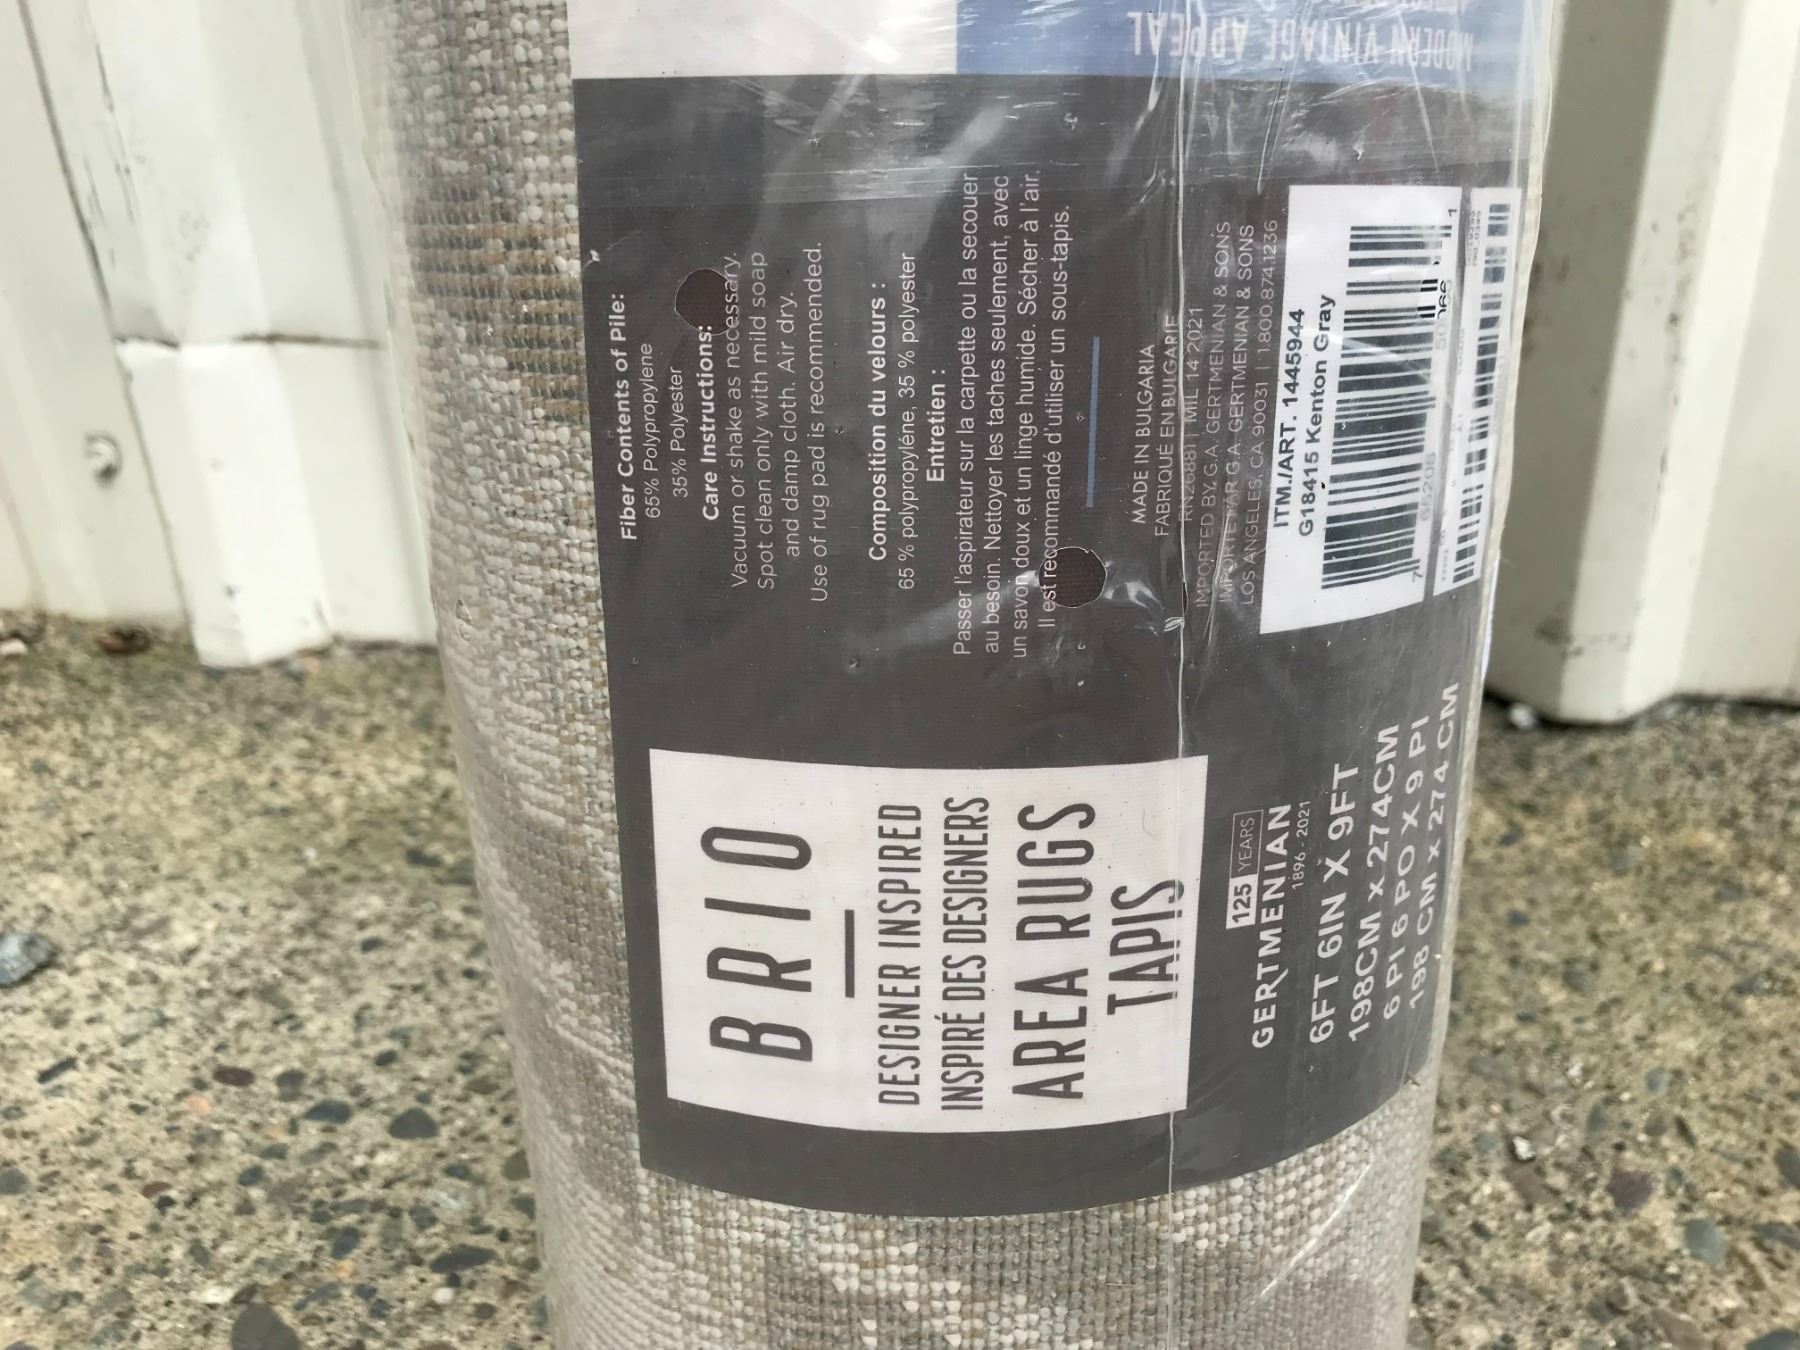 MODERN VINTAGE APPEAL
Fiber Contents of Pile:
65% Polypropylene
35% Polyester
Care Instructions:
Vacuum or shake as necessary.
Spot clean only with mild soap
and damp cloth. Air dry.
Use of rug pad is recommended.
Composition du velours :
65 % polypropylène, 35 % polyester
Entretien :
Passer l'aspirateur sur la carpette ou la secouer
au besoin. Nettoyer les taches seulement, avec
un savon doux et un linge humide. Sécher à l'air.
Il est recommandé d'utiliser un sous-tapis.
MADE IN BULGARIA
FABRIQUÉ EN BULGARIE
RN26881 | MIL 14 2021
IMPORTED BY G.A. GERTMENIAN & SONS
IMPORTÉ PAR G.A. GERTMENIAN & SONS
LOS ANGELES, CA 90031 | 1.800.874.1236
ITM./ART. 1445944
G18415 Kenton Gray
BRIO
DESIGNER INSPIRED
INSPIRÉ DES DESIGNERS
AREA RUGS
TAPIS
125 YEARS
GERTMENIAN
1896 - 2021
6FT 6IN X 9FT
198CM x 274CM
6 PI 6 PO X 9 PI
198 CM x 274 CM